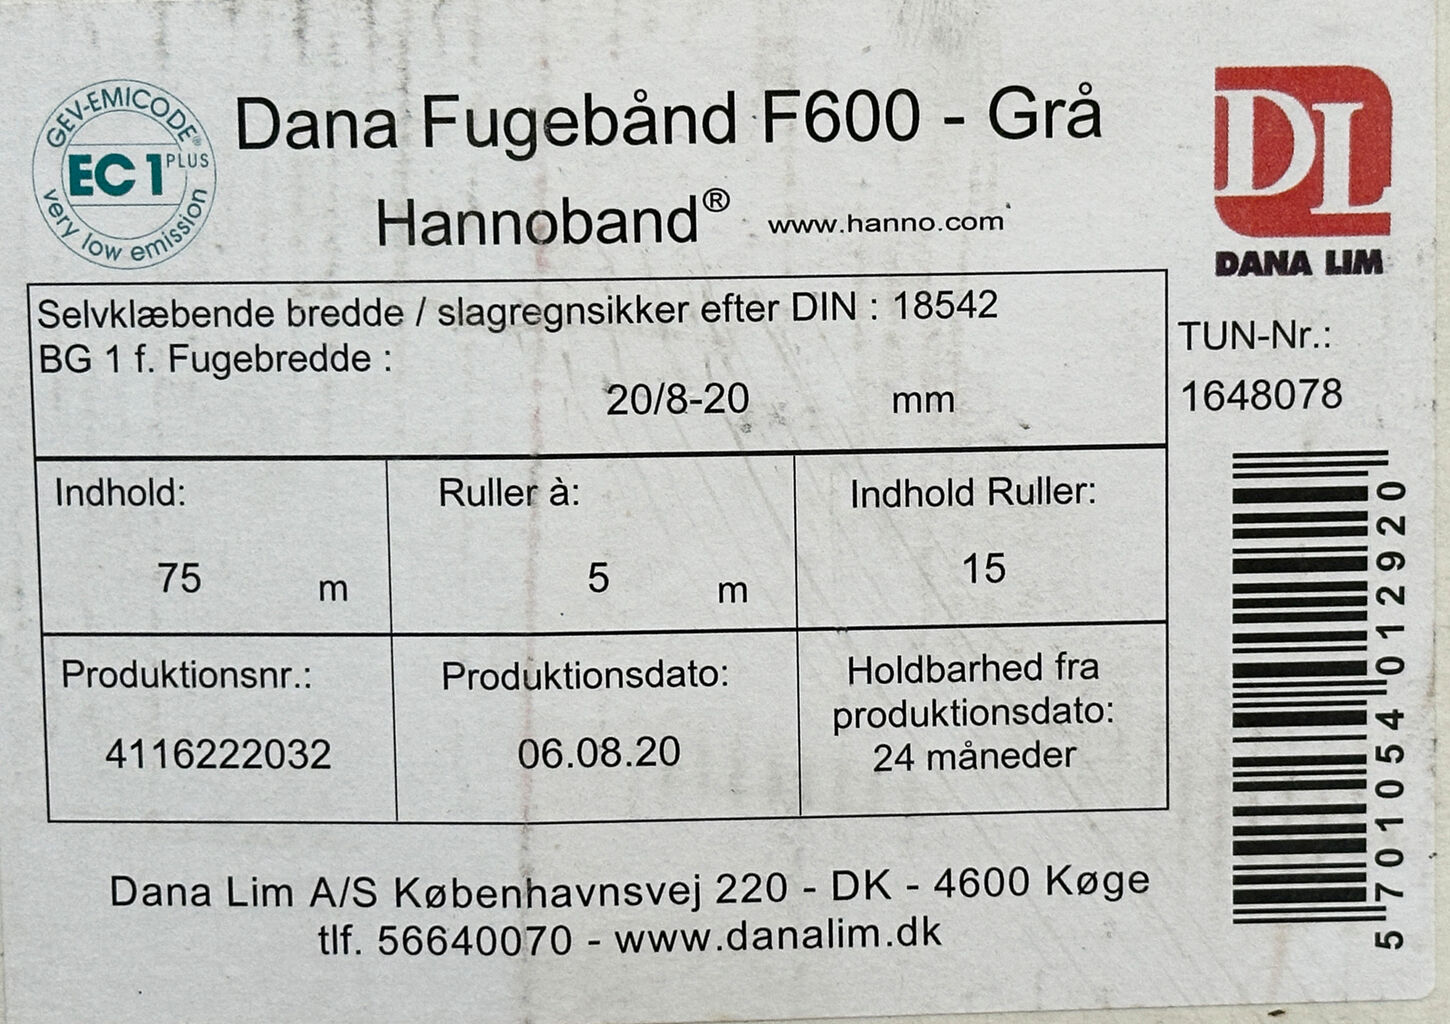 GEV-EMICODE®
EC 1 PLUS
very low emission
Dana Fugebånd F600 - Grå
Hannoband® www.hanno.com
DL
DANA LIM
Selvklæbende bredde / slagregnsikker efter DIN : 18542
BG 1 f. Fugebredde :
20/8-20 mm
TUN-Nr.:
1648078
Indhold:
75 m
Ruller à:
5 m
Indhold Ruller:
15
Produktionsnr.:
4116222032
Produktionsdato:
06.08.20
Holdbarhed fra
produktionsdato:
24 måneder
5701054012920
Dana Lim A/S Københavnsvej 220 - DK - 4600 Køge
tlf. 56640070 - www.danalim.dk